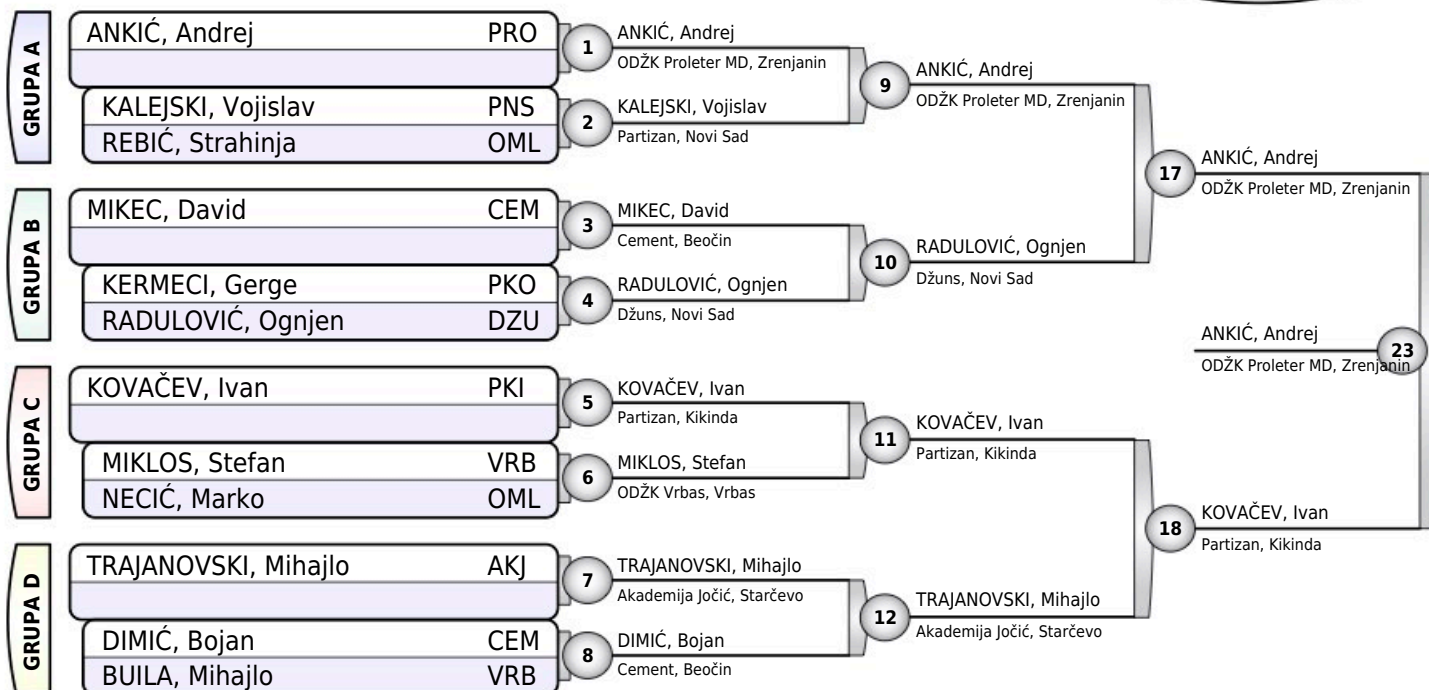 GRUPA A
ANKIĆ, Andrej PRO
KALEJSKI, Vojislav PNS
REBIĆ, Strahinja OML
GRUPA B
MIKEC, David CEM
KERMECI, Gerge PKO
RADULOVIĆ, Ognjen DZU
GRUPA C
KOVAČEV, Ivan PKI
MIKLOS, Stefan VRB
NECIĆ, Marko OML
GRUPA D
TRAJANOVSKI, Mihajlo AKJ
DIMIĆ, Bojan CEM
BUILA, Mihajlo VRB
1
ANKIĆ, Andrej
ODŽK Proleter MD, Zrenjanin
2
KALEJSKI, Vojislav
Partizan, Novi Sad
3
MIKEC, David
Cement, Beočin
4
RADULOVIĆ, Ognjen
Džuns, Novi Sad
5
KOVAČEV, Ivan
Partizan, Kikinda
6
MIKLOS, Stefan
ODŽK Vrbas, Vrbas
7
TRAJANOVSKI, Mihajlo
Akademija Jočić, Starčevo
8
DIMIĆ, Bojan
Cement, Beočin
9
ANKIĆ, Andrej
ODŽK Proleter MD, Zrenjanin
10
RADULOVIĆ, Ognjen
Džuns, Novi Sad
11
KOVAČEV, Ivan
Partizan, Kikinda
12
TRAJANOVSKI, Mihajlo
Akademija Jočić, Starčevo
17
ANKIĆ, Andrej
ODŽK Proleter MD, Zrenjanin
18
KOVAČEV, Ivan
Partizan, Kikinda
ANKIĆ, Andrej
23
ODŽK Proleter MD, Zrenjanin